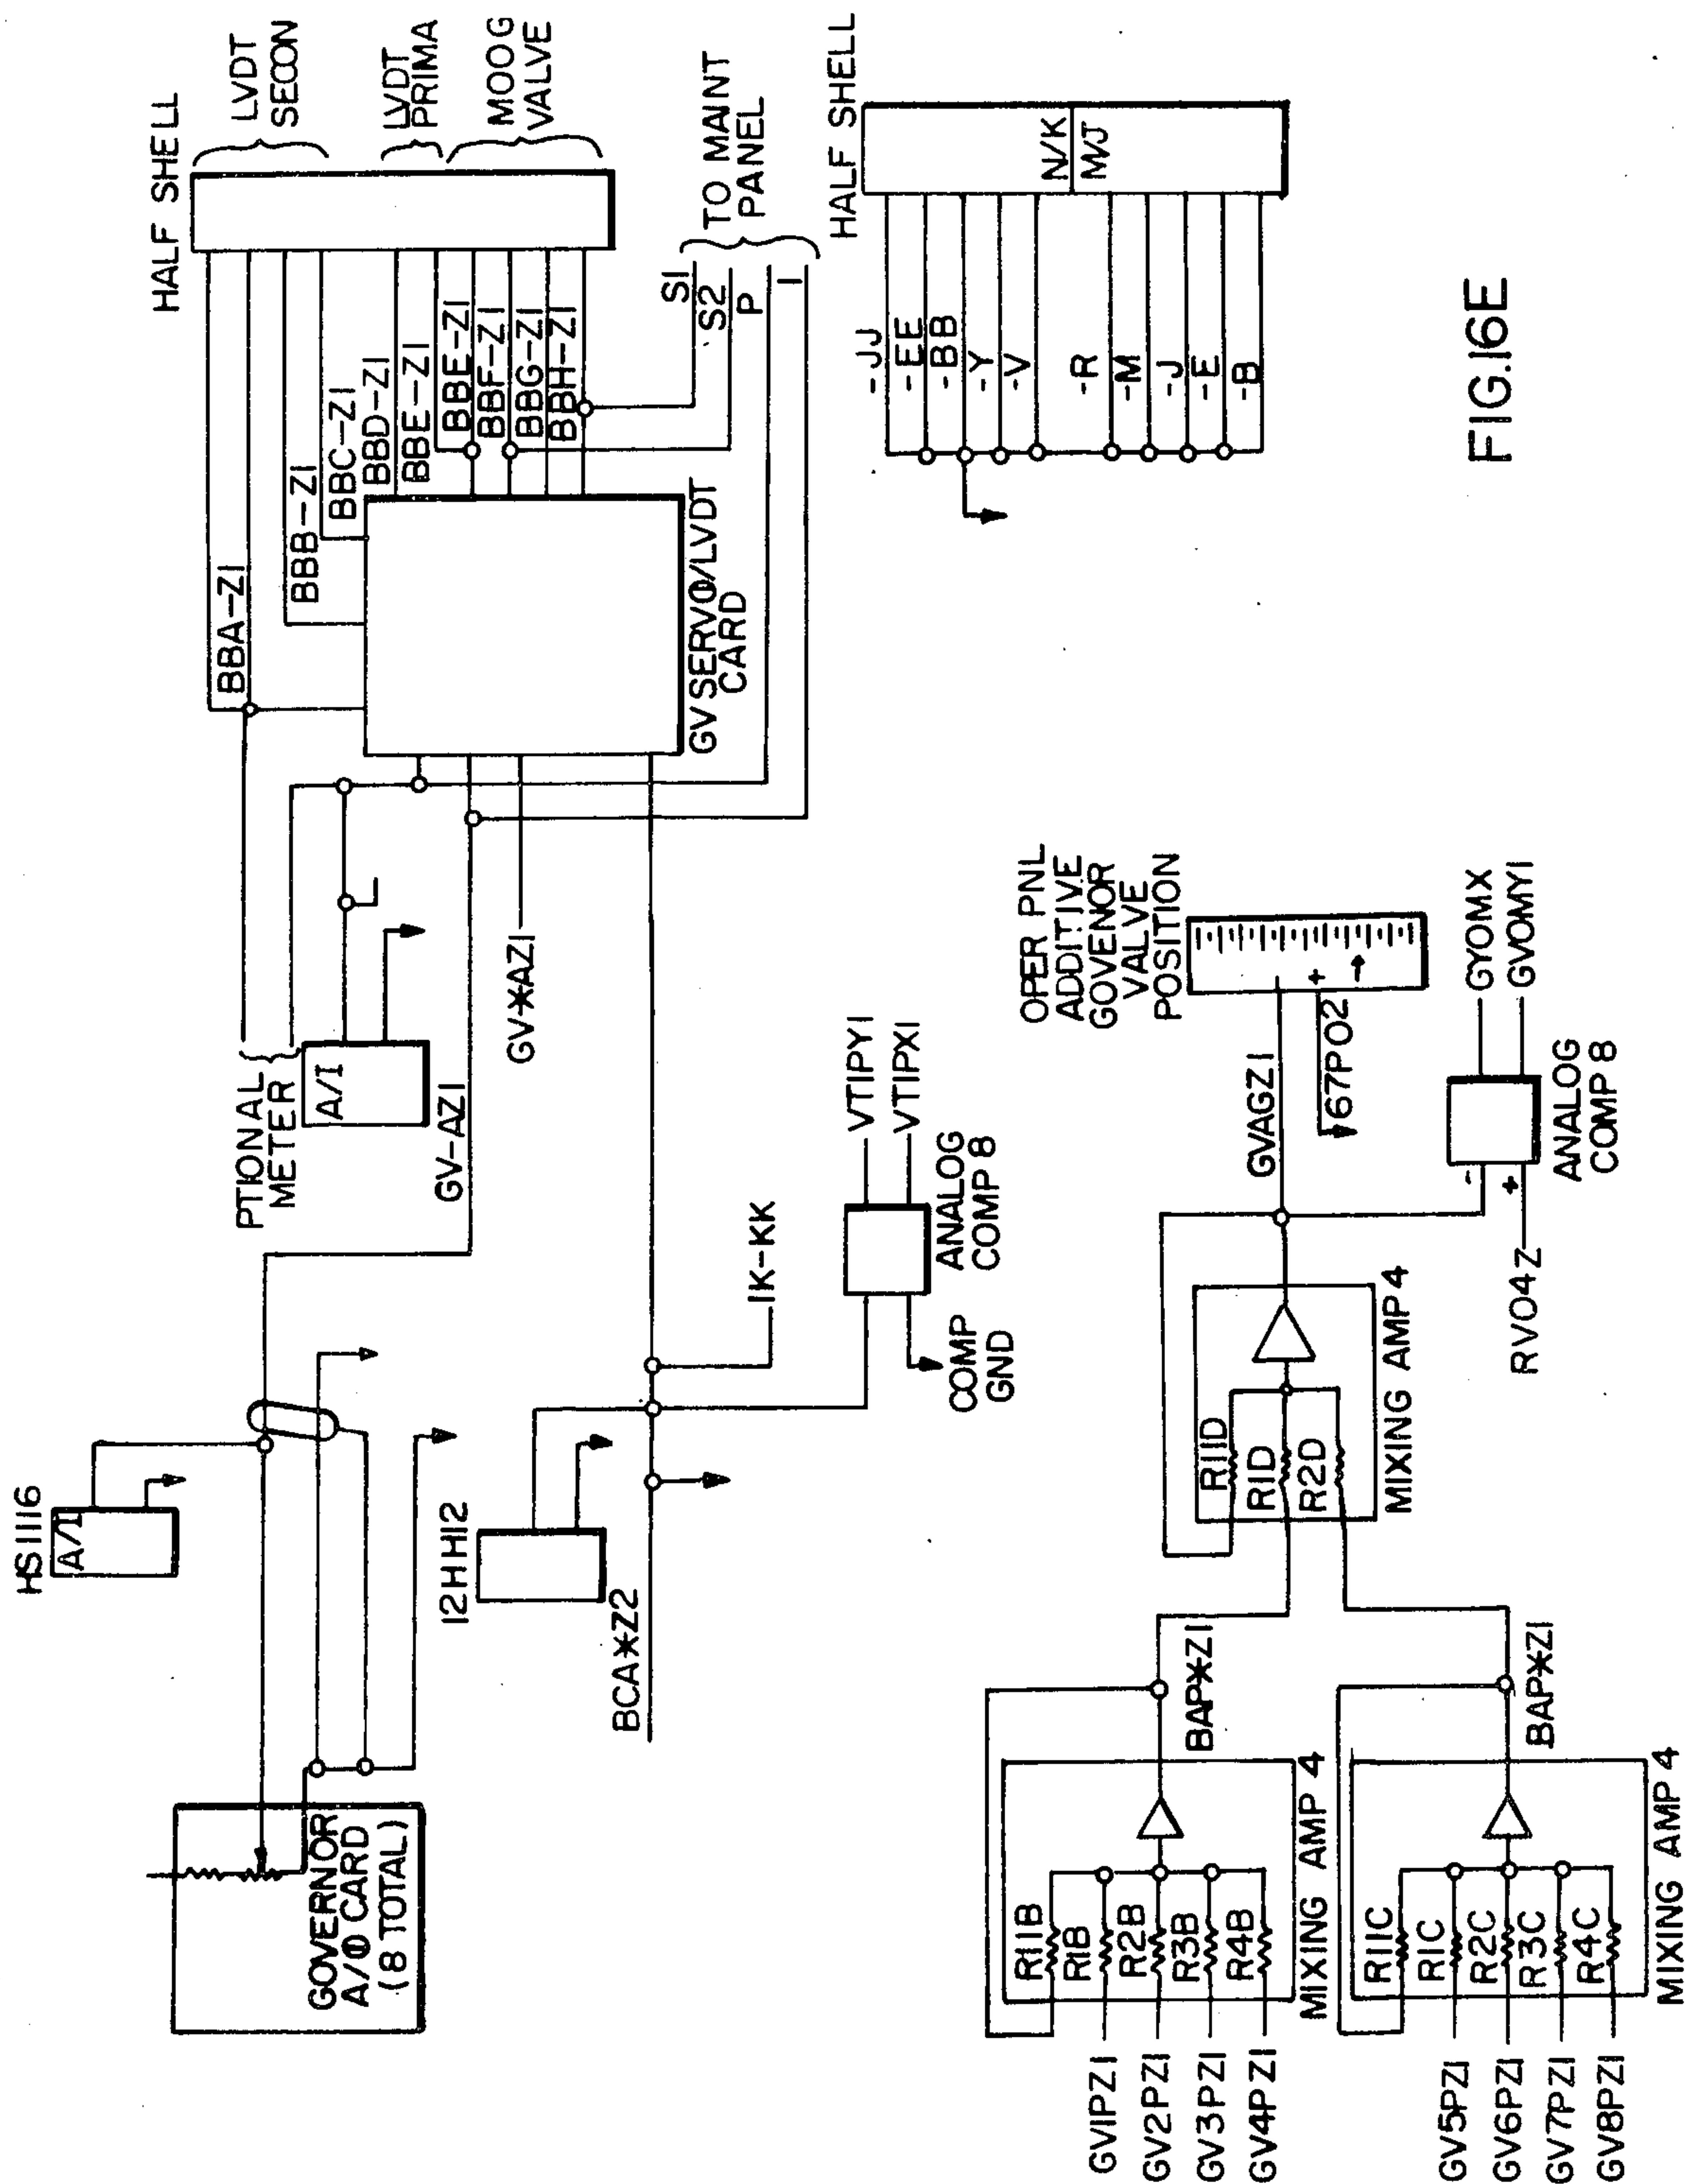 HS1116
A/I
GOVERNOR
A/O CARD
(8 TOTAL)
PTIONAL
METER
A/I
GV-AZ1
GV*AZ1
12HH12
BCA*Z2
1K-KK
VTIPY1
VTIPX1
COMP
GND
ANALOG
COMP 8
HALF SHELL
LVDT
SECON
LVDT
PRIMA
MOOG
VALVE
BBA-Z1
BBB-Z1
BBC-Z1
BBD-Z1
BBE-Z1
BBE-Z1
BBF-Z1
BBG-Z1
BBH-Z1
GV SERVO/LVDT
CARD
S1
S2
P
I
TO MAINT
PANEL
HALF SHELL
N/K
M/J
-JJ
-EE
-BB
-Y
-V
-R
-M
-J
-E
-B
GV1PZ1
GV2PZ1
GV3PZ1
GV4PZ1
R11B
R1B
R2B
R3B
R4B
MIXING AMP 4
BAP*Z1
GV5PZ1
GV6PZ1
GV7PZ1
GV8PZ1
R11C
R1C
R2C
R3C
R4C
MIXING AMP 4
BAP*Z1
R11D
R1D
R2D
MIXING AMP 4
GVAGZ1
67P02
OPER PNL
ADDITIVE
GOVENOR
VALVE
POSITION
+
-
+
RV04Z
GYOMX
GVOMY1
ANALOG
COMP 8
FIG.16E